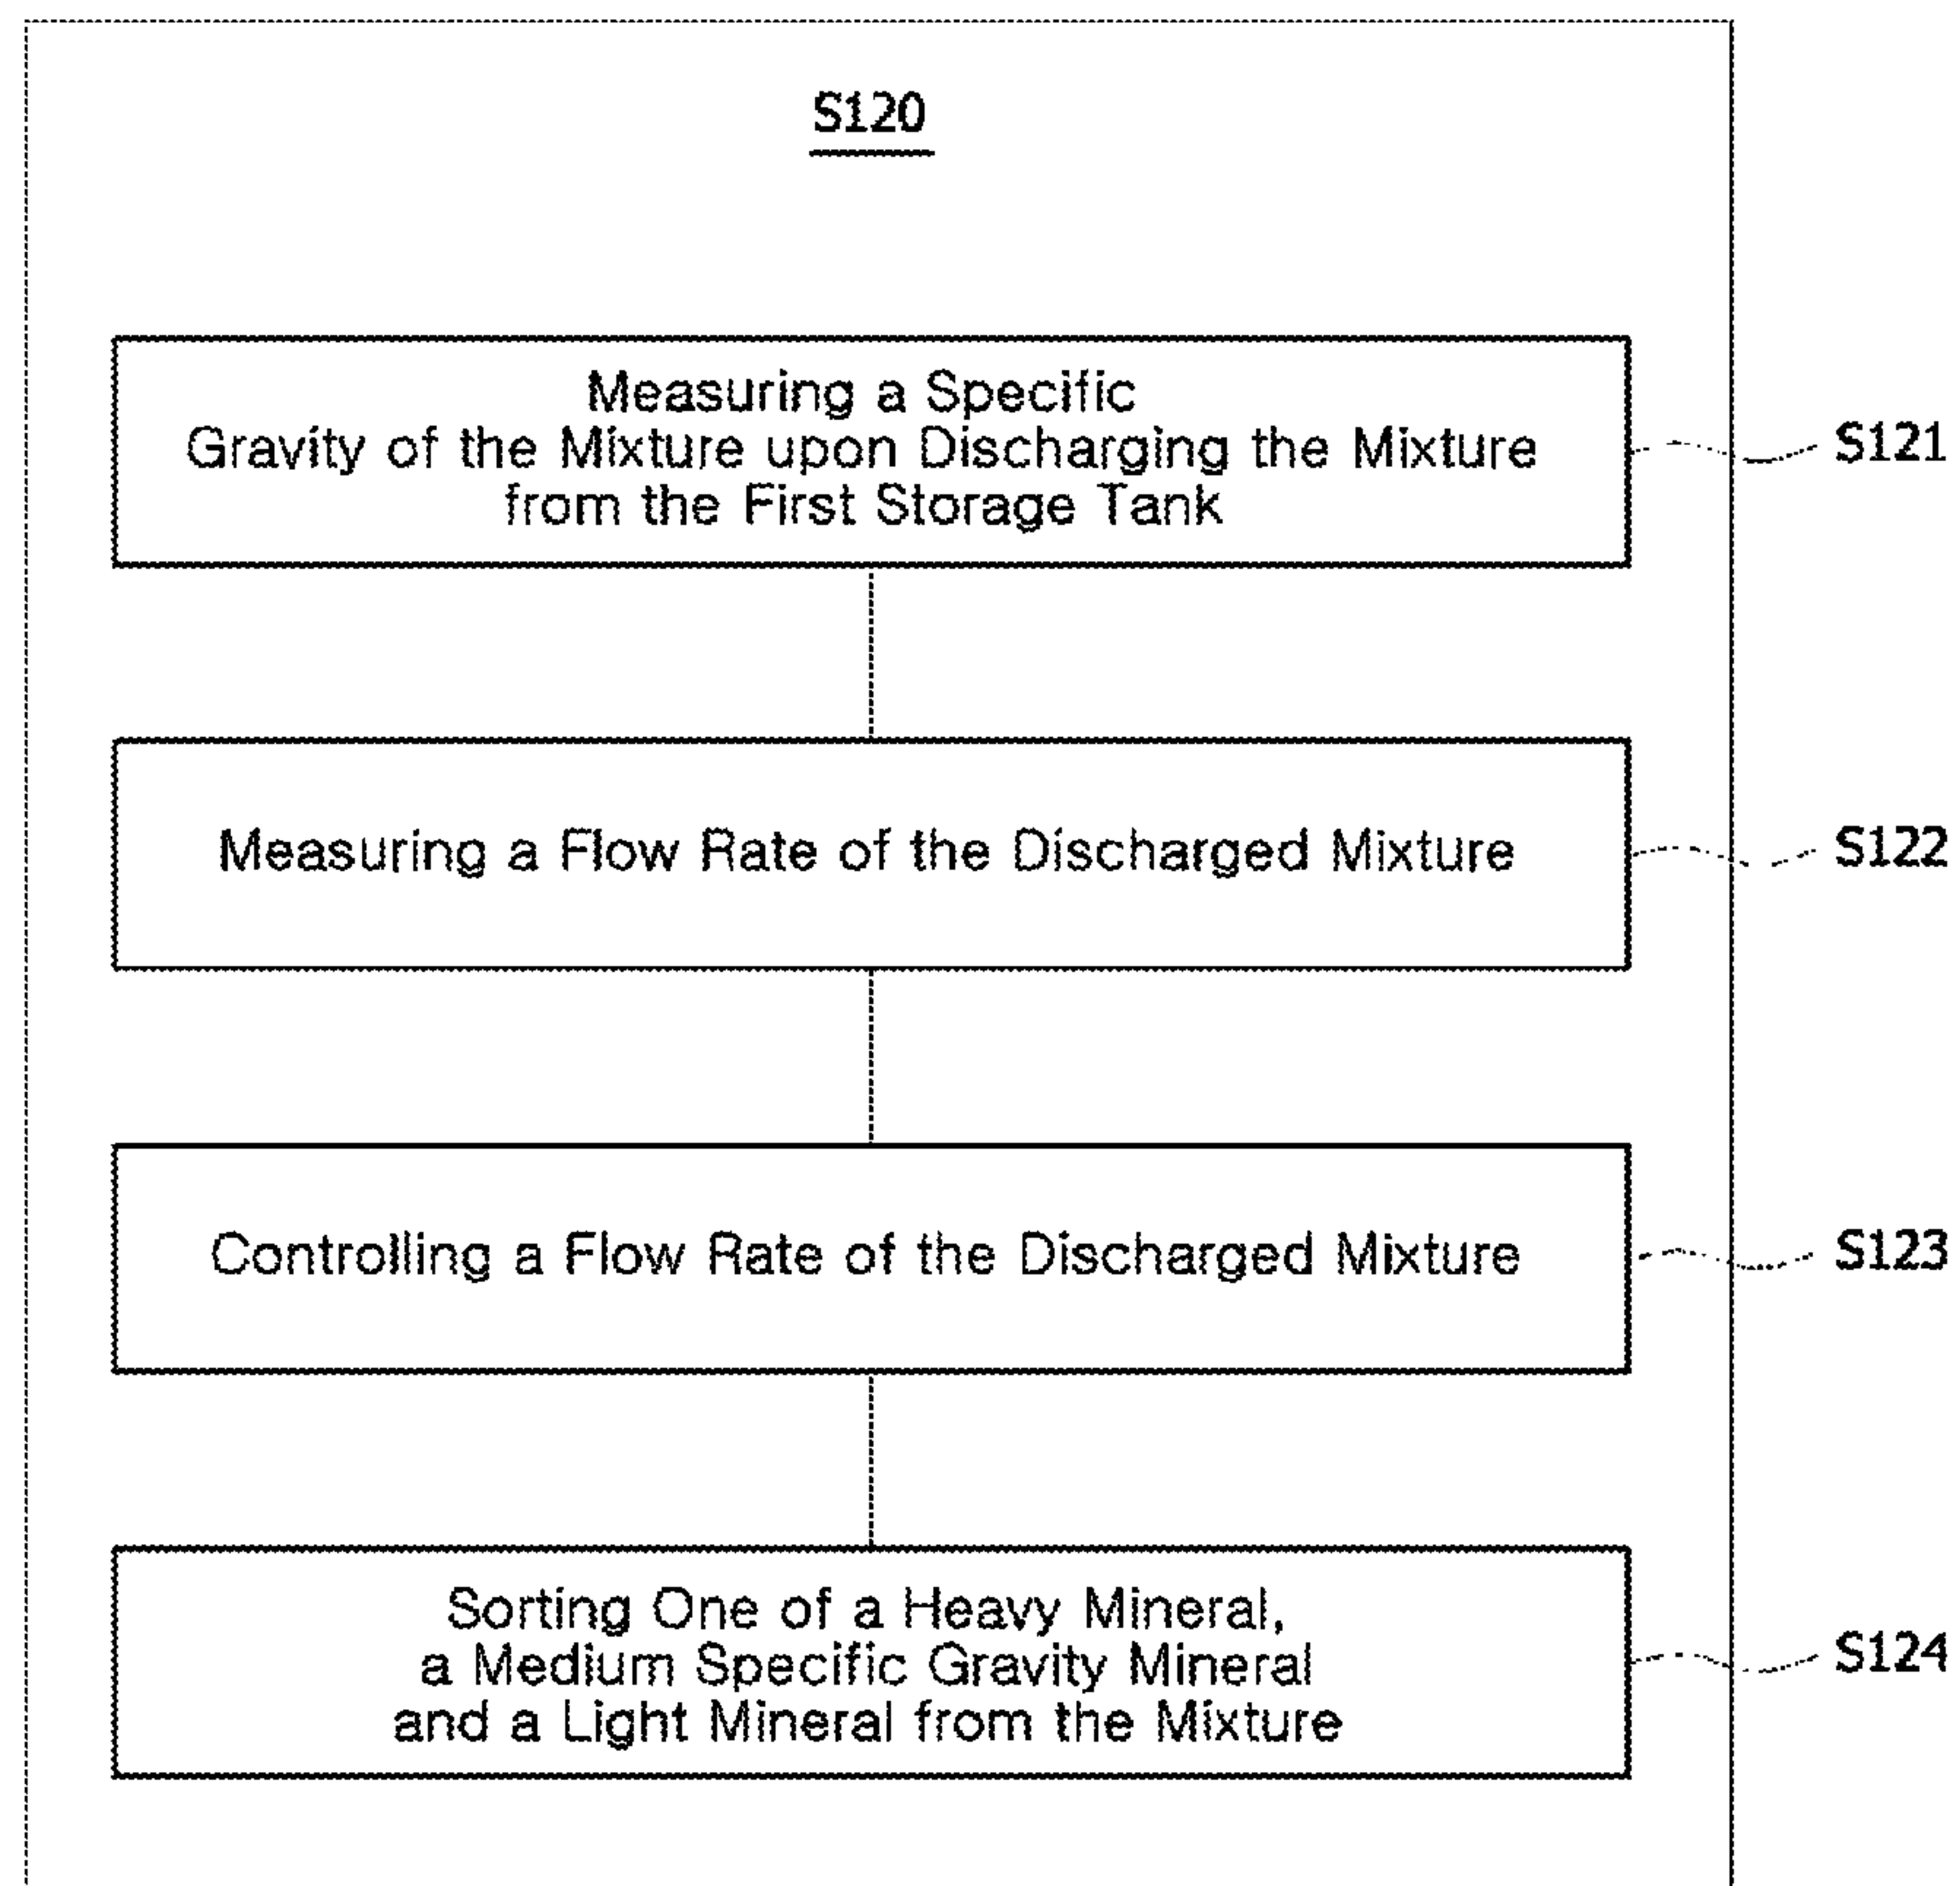 S120
Measuring a Specific
Gravity of the Mixture upon Discharging the Mixture
from the First Storage Tank
S121
Measuring a Flow Rate of the Discharged Mixture
S122
Controlling a Flow Rate of the Discharged Mixture
S123
Sorting One of a Heavy Mineral,
a Medium Specific Gravity Mineral
and a Light Mineral from the Mixture
S124